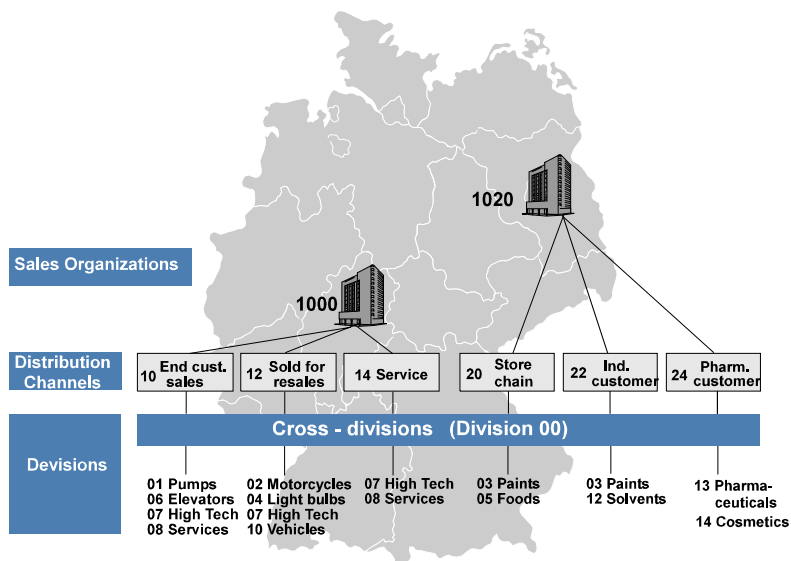 1020
Sales Organizations
1000
Distribution
Channels
10 End cust.
sales
12 Sold for
resales
14 Service
20 Store
chain
22 Ind.
customer
24 Pharm.
customer
Cross - divisions (Division 00)
Devisions
01 Pumps
06 Elevators
07 High Tech
08 Services
02 Motorcycles
04 Light bulbs
07 High Tech
10 Vehicles
07 High Tech
08 Services
03 Paints
05 Foods
03 Paints
12 Solvents
13 Pharma-
ceuticals
14 Cosmetics